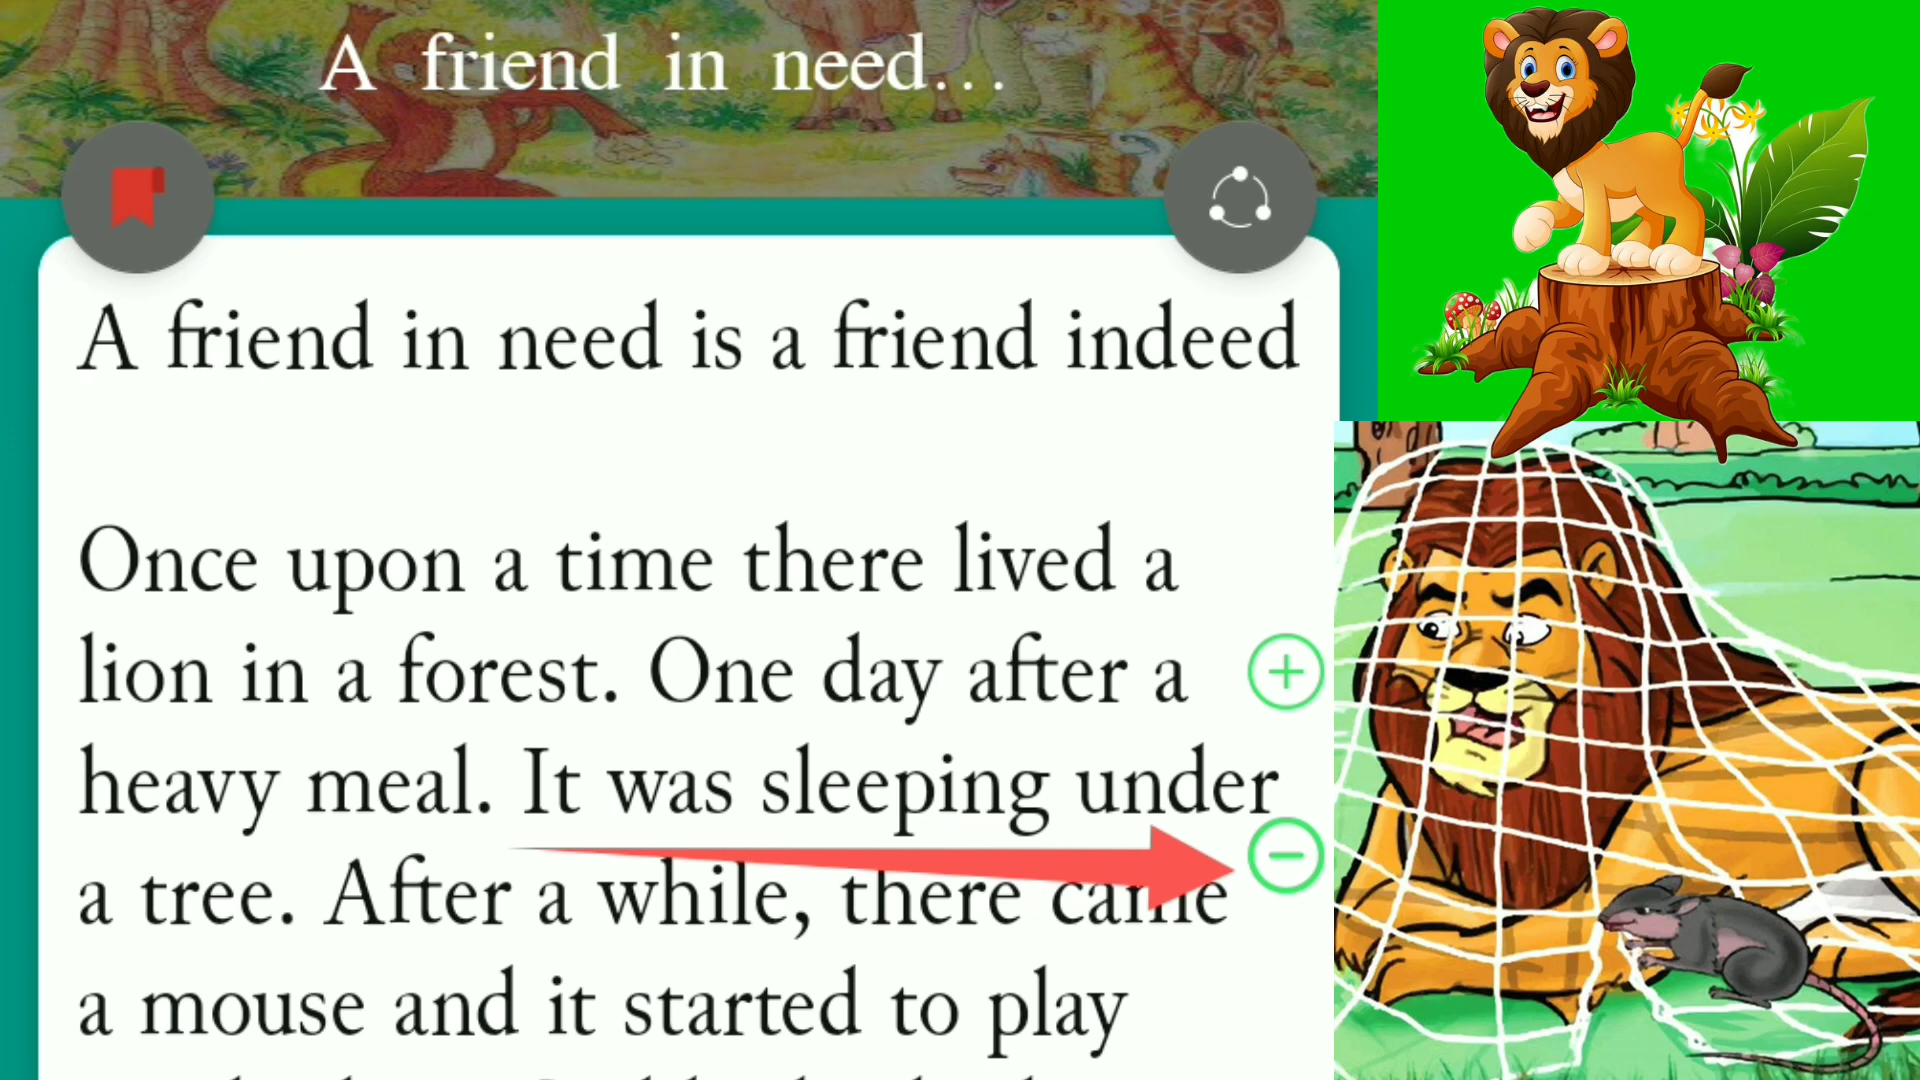 A friend in need...
A friend in need is a friend indeed
Once upon a time there lived a
lion in a forest. One day after a
heavy meal. It was sleeping under
a tree. After a while, there came
a mouse and it started to play